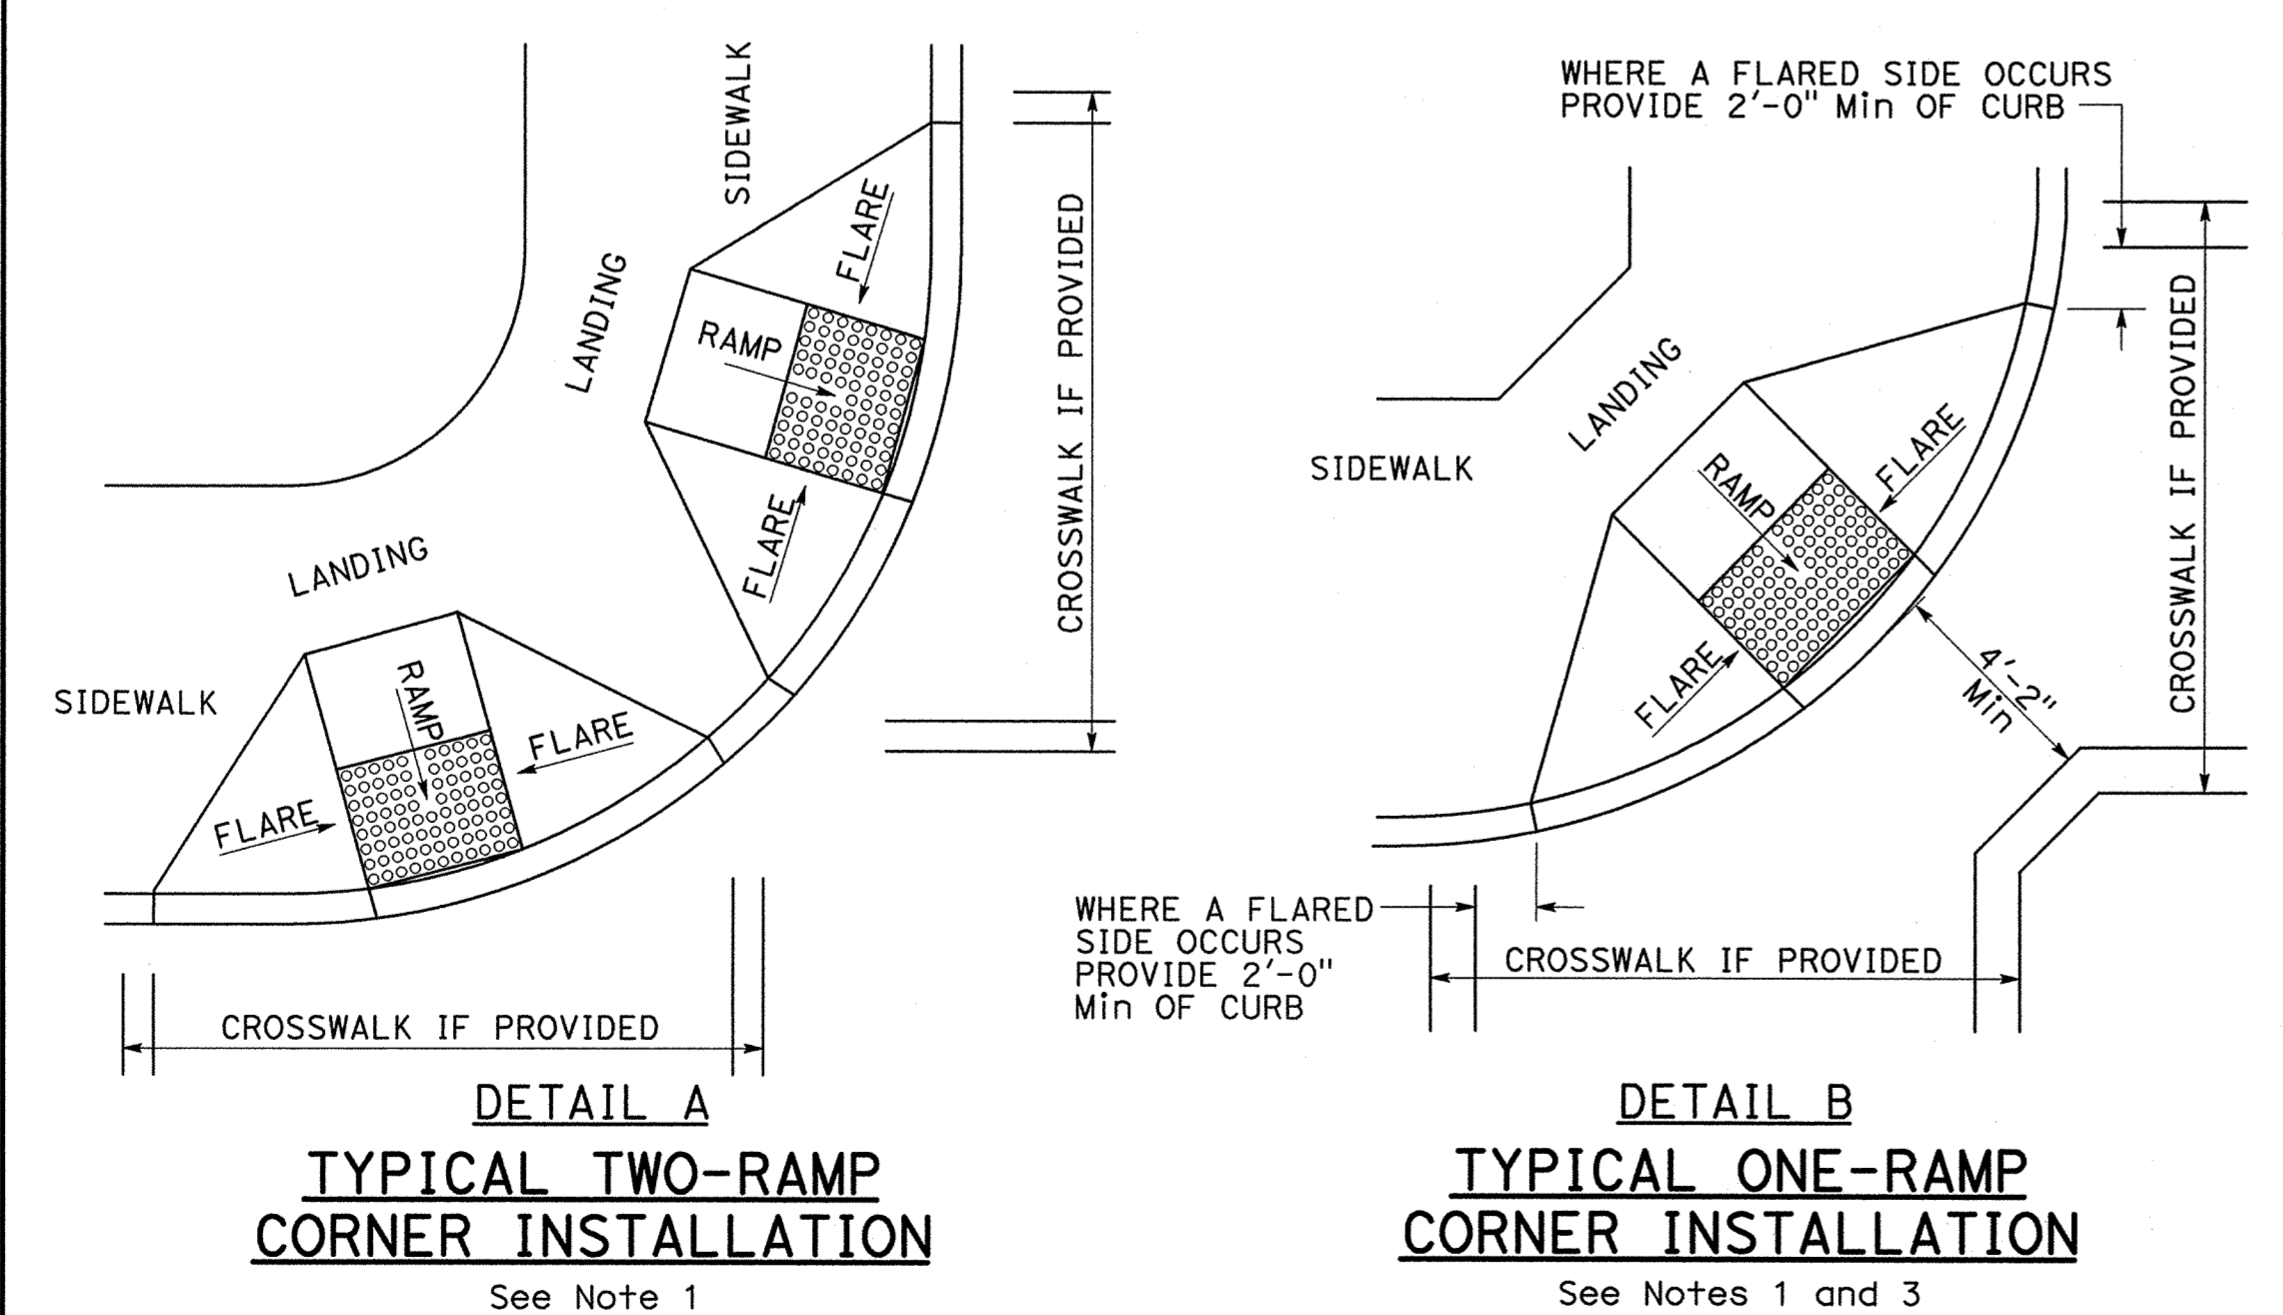 SIDEWALK
LANDING
FLARE
RAMP
FLARE
CROSSWALK IF PROVIDED
LANDING
SIDEWALK
RAMP
FLARE
FLARE
CROSSWALK IF PROVIDED
DETAIL A
TYPICAL TWO-RAMP
CORNER INSTALLATION
See Note 1
WHERE A FLARED SIDE OCCURS
PROVIDE 2'-0" Min OF CURB
LANDING
SIDEWALK
RAMP
FLARE
FLARE
4'-2"
Min
CROSSWALK IF PROVIDED
WHERE A FLARED
SIDE OCCURS
PROVIDE 2'-0"
Min OF CURB
CROSSWALK IF PROVIDED
DETAIL B
TYPICAL ONE-RAMP
CORNER INSTALLATION
See Notes 1 and 3